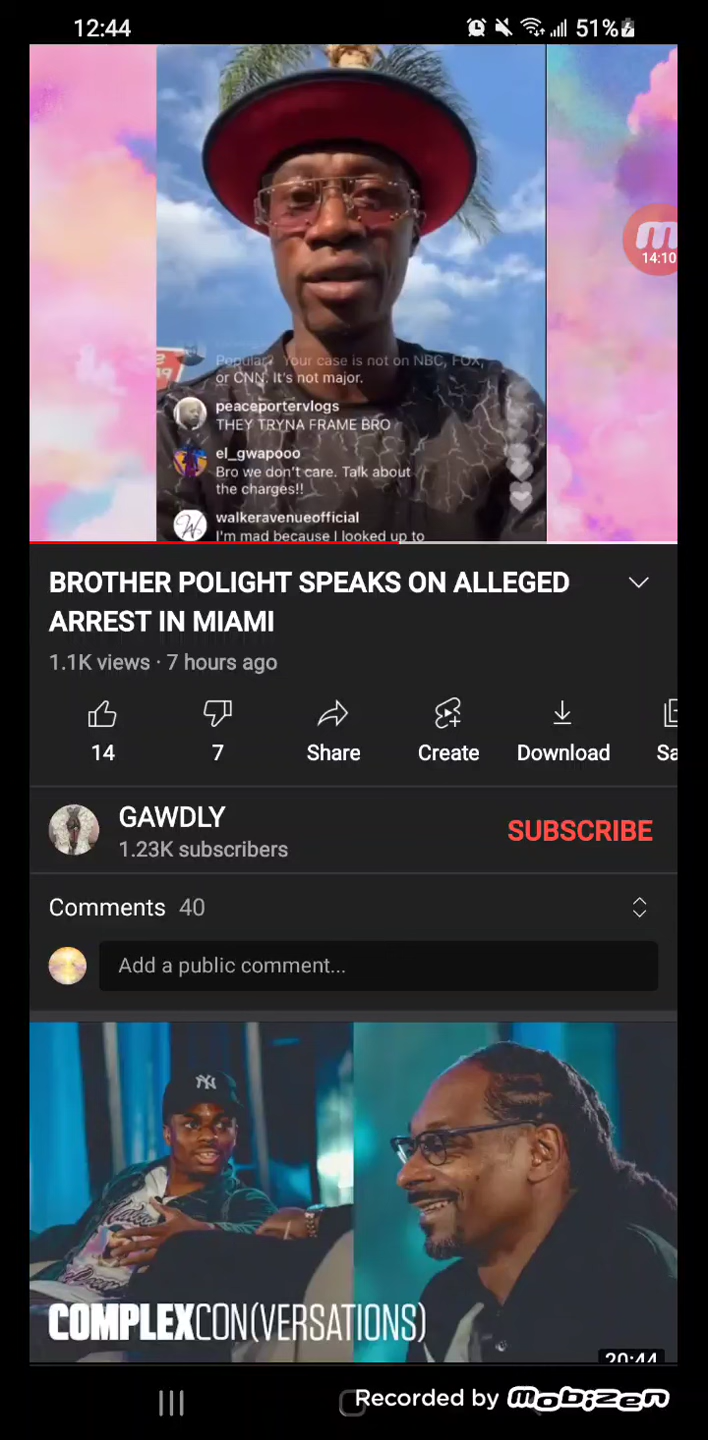 12:44
51%
m
14:10
Popular? Your case is not on NBC, FOX,
or CNN. It's not major.
peaceportervlogs
THEY TRYNA FRAME BRO
el_gwapooo
Bro we don't care. Talk about
the charges!!
walkeravenueofficial
I'm mad because I looked up to
BROTHER POLIGHT SPEAKS ON ALLEGED
ARREST IN MIAMI
1.1K views · 7 hours ago
14
7
Share
Create
Download
Sa
GAWDLY
1.23K subscribers
SUBSCRIBE
Comments 40
Add a public comment...
NY
COMPLEXCON(VERSATIONS)
20:44
Recorded by Mobizen